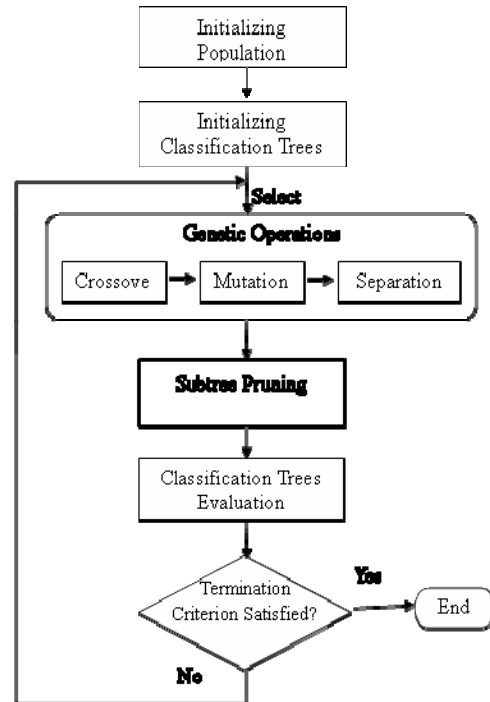 Initializing
Population
Initializing
Classification Trees
Select
Genetic Operations
Crossove
Mutation
Separation
Subtree Pruning
Classification Trees
Evaluation
Termination
Criterion Satisfied?
Yes
End
No